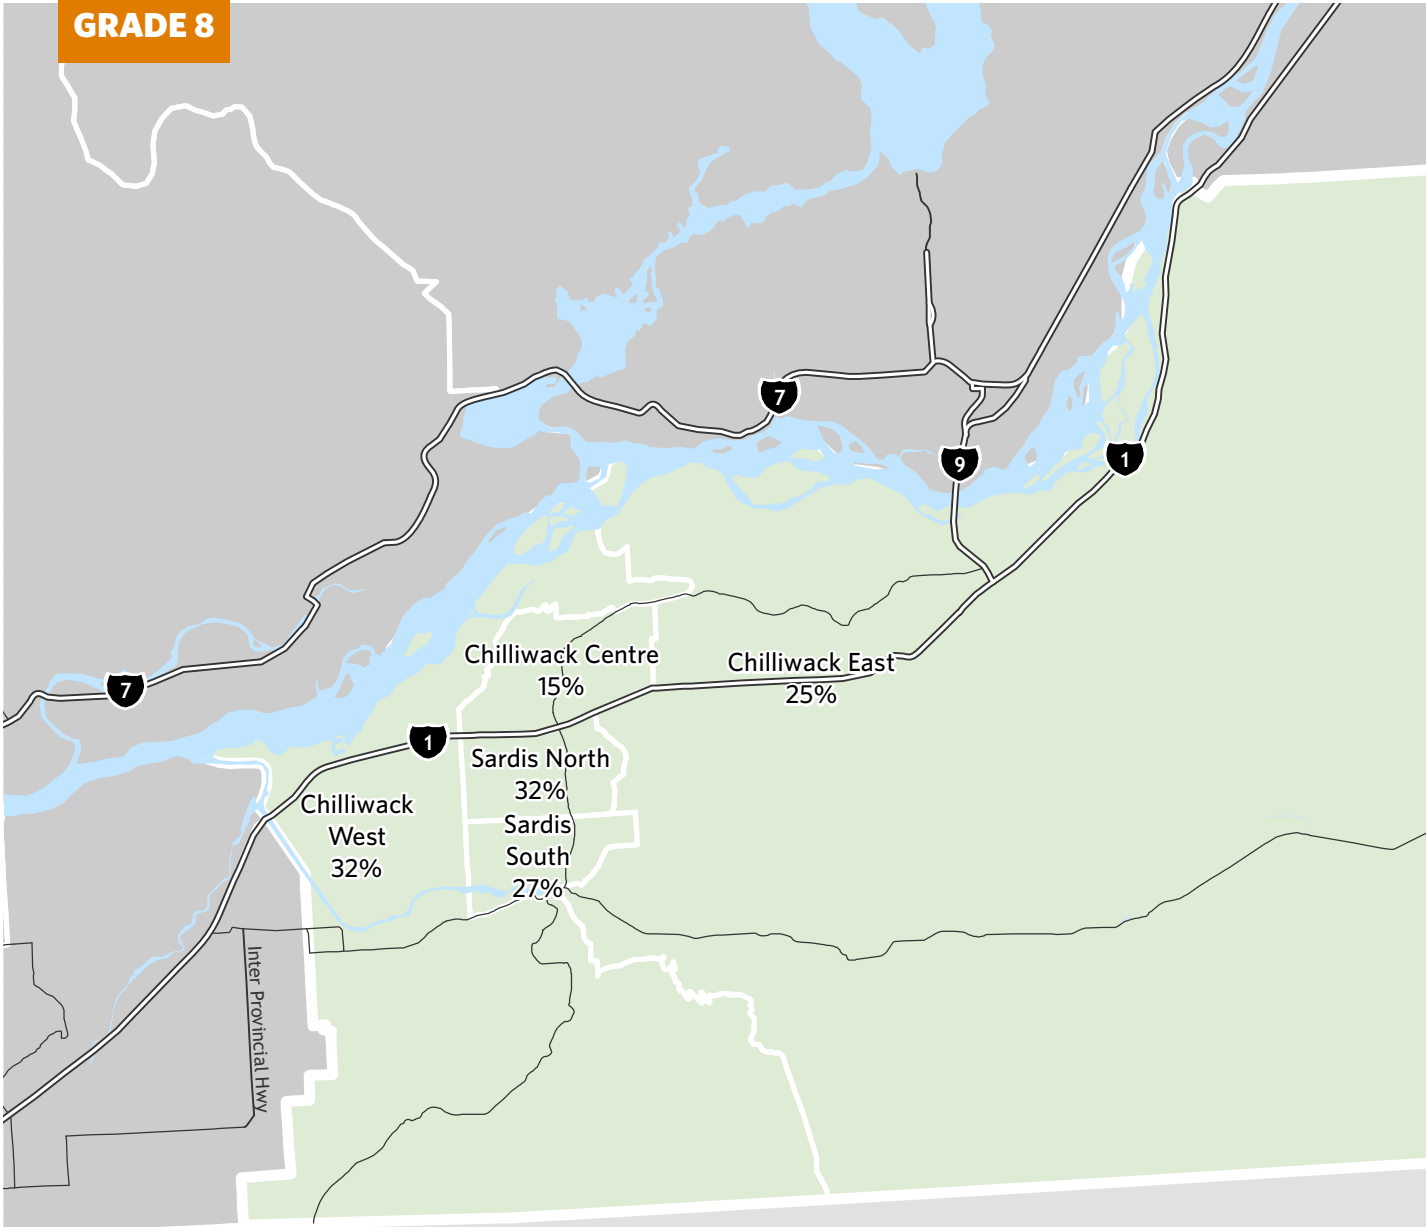 GRADE 8
7
9
1
Chilliwack Centre
15%
Chilliwack East
25%
7
1
Sardis North
32%
Chilliwack
West
32%
Sardis
South
27%
Inter Provincial Hwy